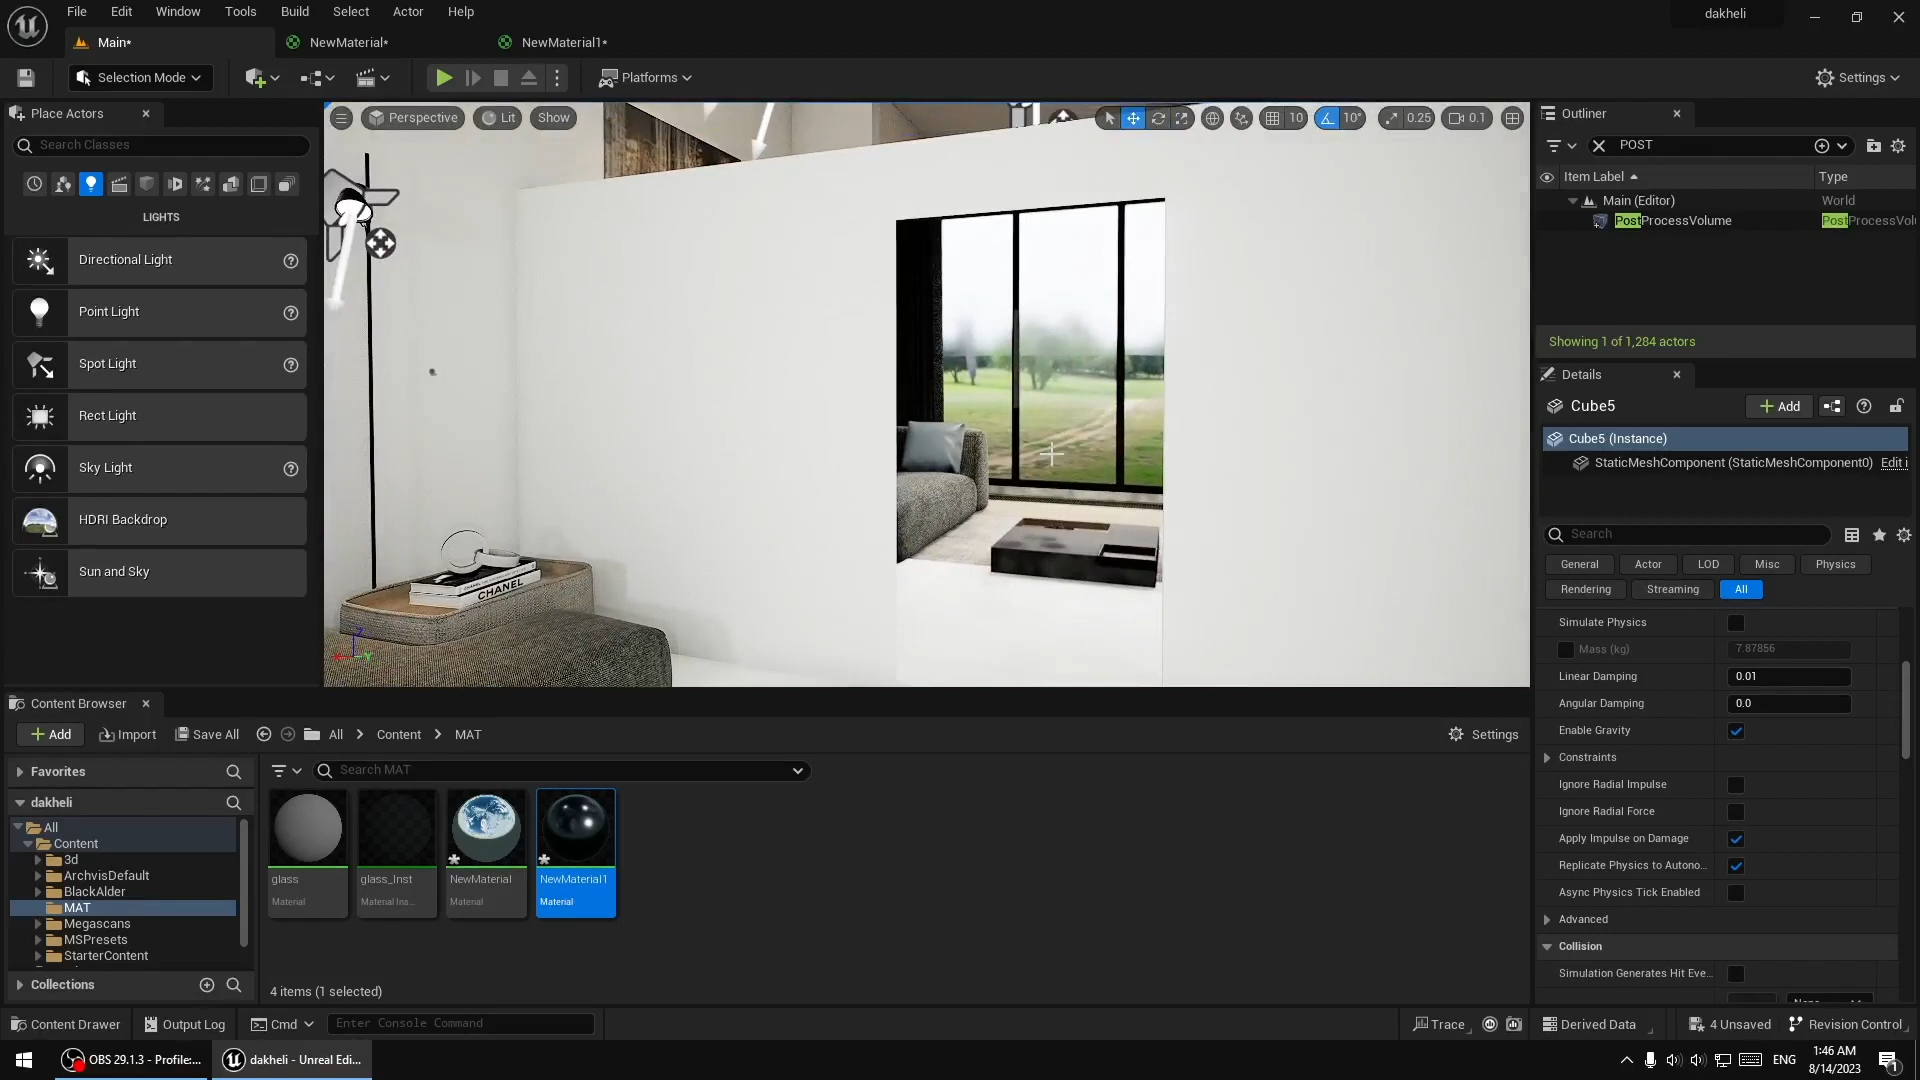 File Edit Window Tools Build Select Actor Help
dakheli
Main*
NewMaterial*
NewMaterial1*
Selection Mode
Platforms
Settings
Place Actors
Search Classes
LIGHTS
Directional Light
Point Light
Spot Light
Rect Light
Sky Light
HDRI Backdrop
Sun and Sky
Perspective
Lit
Show
10
10°
0.25
0.1
CHANEL
Outliner
POST
Item Label
Type
Main (Editor)
World
PostProcessVolume
PostProcessVol
Showing 1 of 1,284 actors
Details
Cube5
Add
Cube5 (Instance)
StaticMeshComponent (StaticMeshComponent0)
Edit i
Search
General
Actor
LOD
Misc
Physics
Rendering
Streaming
All
Simulate Physics
Mass (kg)
7.87856
Linear Damping
0.01
Angular Damping
0.0
Enable Gravity
Constraints
Ignore Radial Impulse
Ignore Radial Force
Apply Impulse on Damage
Replicate Physics to Autono...
Async Physics Tick Enabled
Advanced
Collision
Simulation Generates Hit Eve...
Content Browser
Add
Import
Save All
All
Content
MAT
Settings
Favorites
Search MAT
dakheli
All
Content
3d
ArchvisDefault
BlackAlder
MAT
Megascans
MSPresets
StarterContent
Collections
glass
Material
glass_Inst
Material Ins...
NewMaterial
Material
NewMaterial1
Material
4 items (1 selected)
Content Drawer
Output Log
Cmd
Enter Console Command
Trace
Derived Data
4 Unsaved
Revision Control
OBS 29.1.3 - Profile:...
dakheli - Unreal Edi...
ENG
1:46 AM
8/14/2023
1